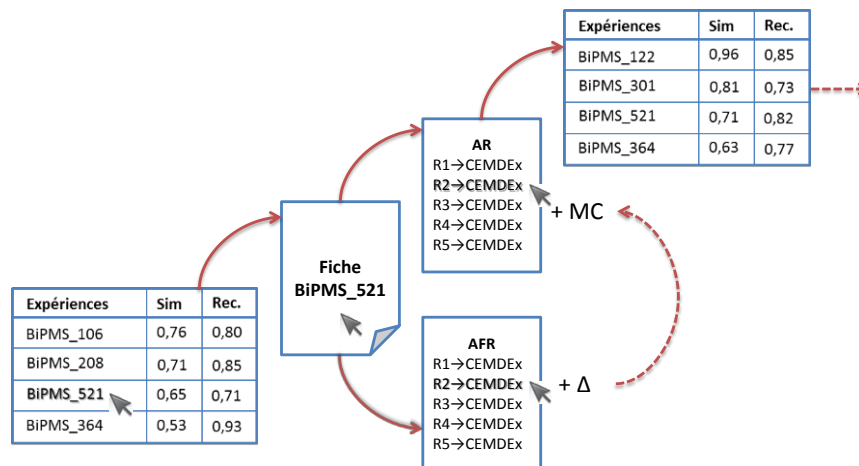 Expériences Sim Rec.
BiPMS_122 0,96 0,85
BiPMS_301 0,81 0,73
BiPMS_521 0,71 0,82
BiPMS_364 0,63 0,77
AR
R1→CEMDEx
R2→CEMDEx
R3→CEMDEx
R4→CEMDEx
R5→CEMDEx
+ MC
Fiche
BiPMS_521
Expériences Sim Rec.
BiPMS_106 0,76 0,80
BiPMS_208 0,71 0,85
BiPMS_521 0,65 0,71
BiPMS_364 0,53 0,93
AFR
R1→CEMDEx
R2→CEMDEx
R3→CEMDEx
R4→CEMDEx
R5→CEMDEx
+ Δ